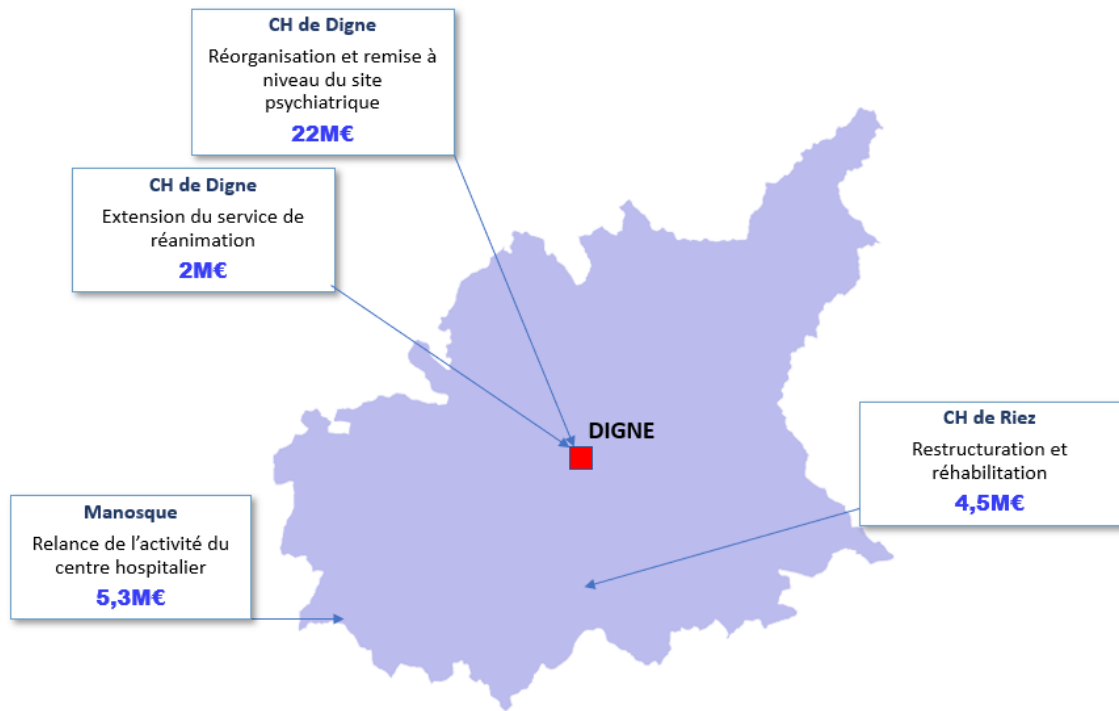 CH de Digne
Réorganisation et remise à
niveau du site
psychiatrique
22M€
CH de Digne
Extension du service de
réanimation
2M€
DIGNE
CH de Riez
Restructuration et
réhabilitation
4,5M€
Manosque
Relance de l’activité du
centre hospitalier
5,3M€